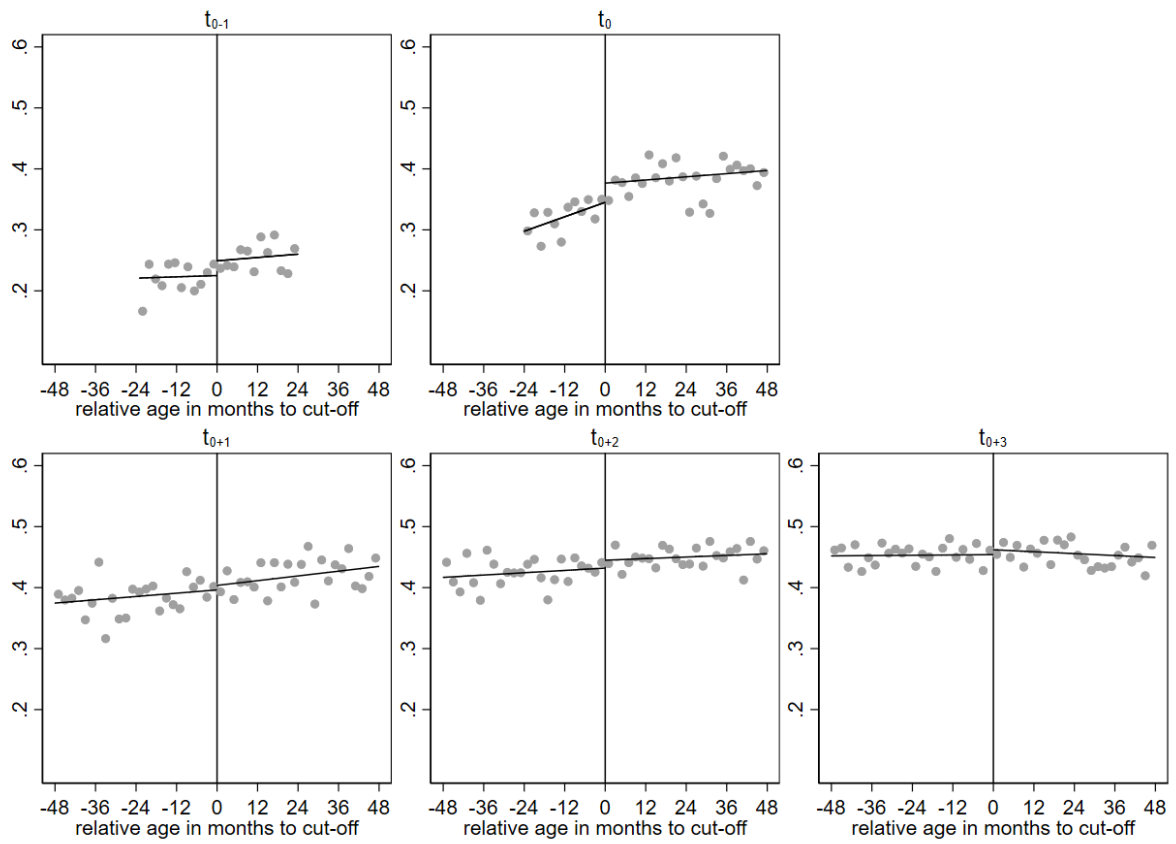 t0-1 t0
.6 .6
.5 .5
.4 .4
.3 .3
.2 .2
-48 -36 -24 -12 0 12 24 36 48 -48 -36 -24 -12 0 12 24 36 48
relative age in months to cut-off relative age in months to cut-off
t0+1 t0+2 t0+3
.6 .6 .6
.5 .5 .5
.4 .4 .4
.3 .3 .3
.2 .2 .2
-48 -36 -24 -12 0 12 24 36 48 -48 -36 -24 -12 0 12 24 36 48 -48 -36 -24 -12 0 12 24 36 48
relative age in months to cut-off relative age in months to cut-off relative age in months to cut-off